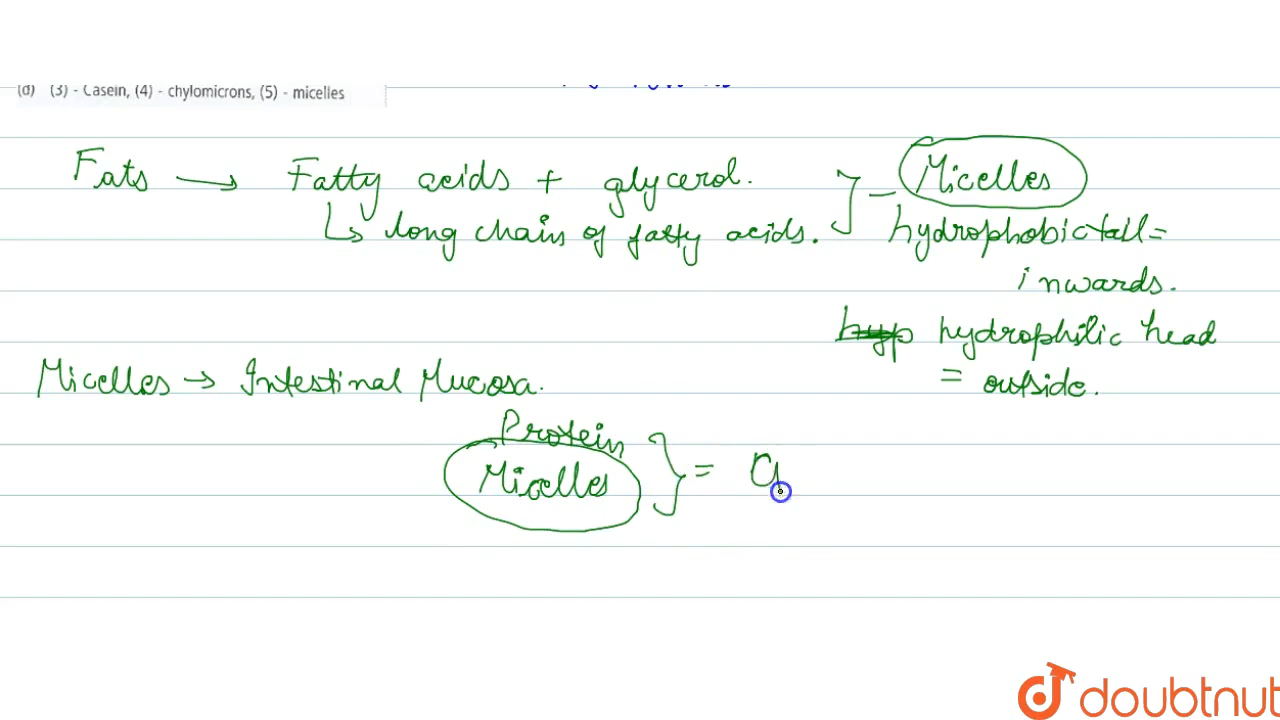 (d) (3) - Casein, (4) - chylomicrons, (5) - micelles
Fats → Fatty acids + glycerol. } - Micelles
↳ long chain of fatty acids. hydrophobic tail =
inwards.
hydrophilic head
Micelles → Intestinal Mucosa. = outside.
Protein
Micelles } =
doubtnut